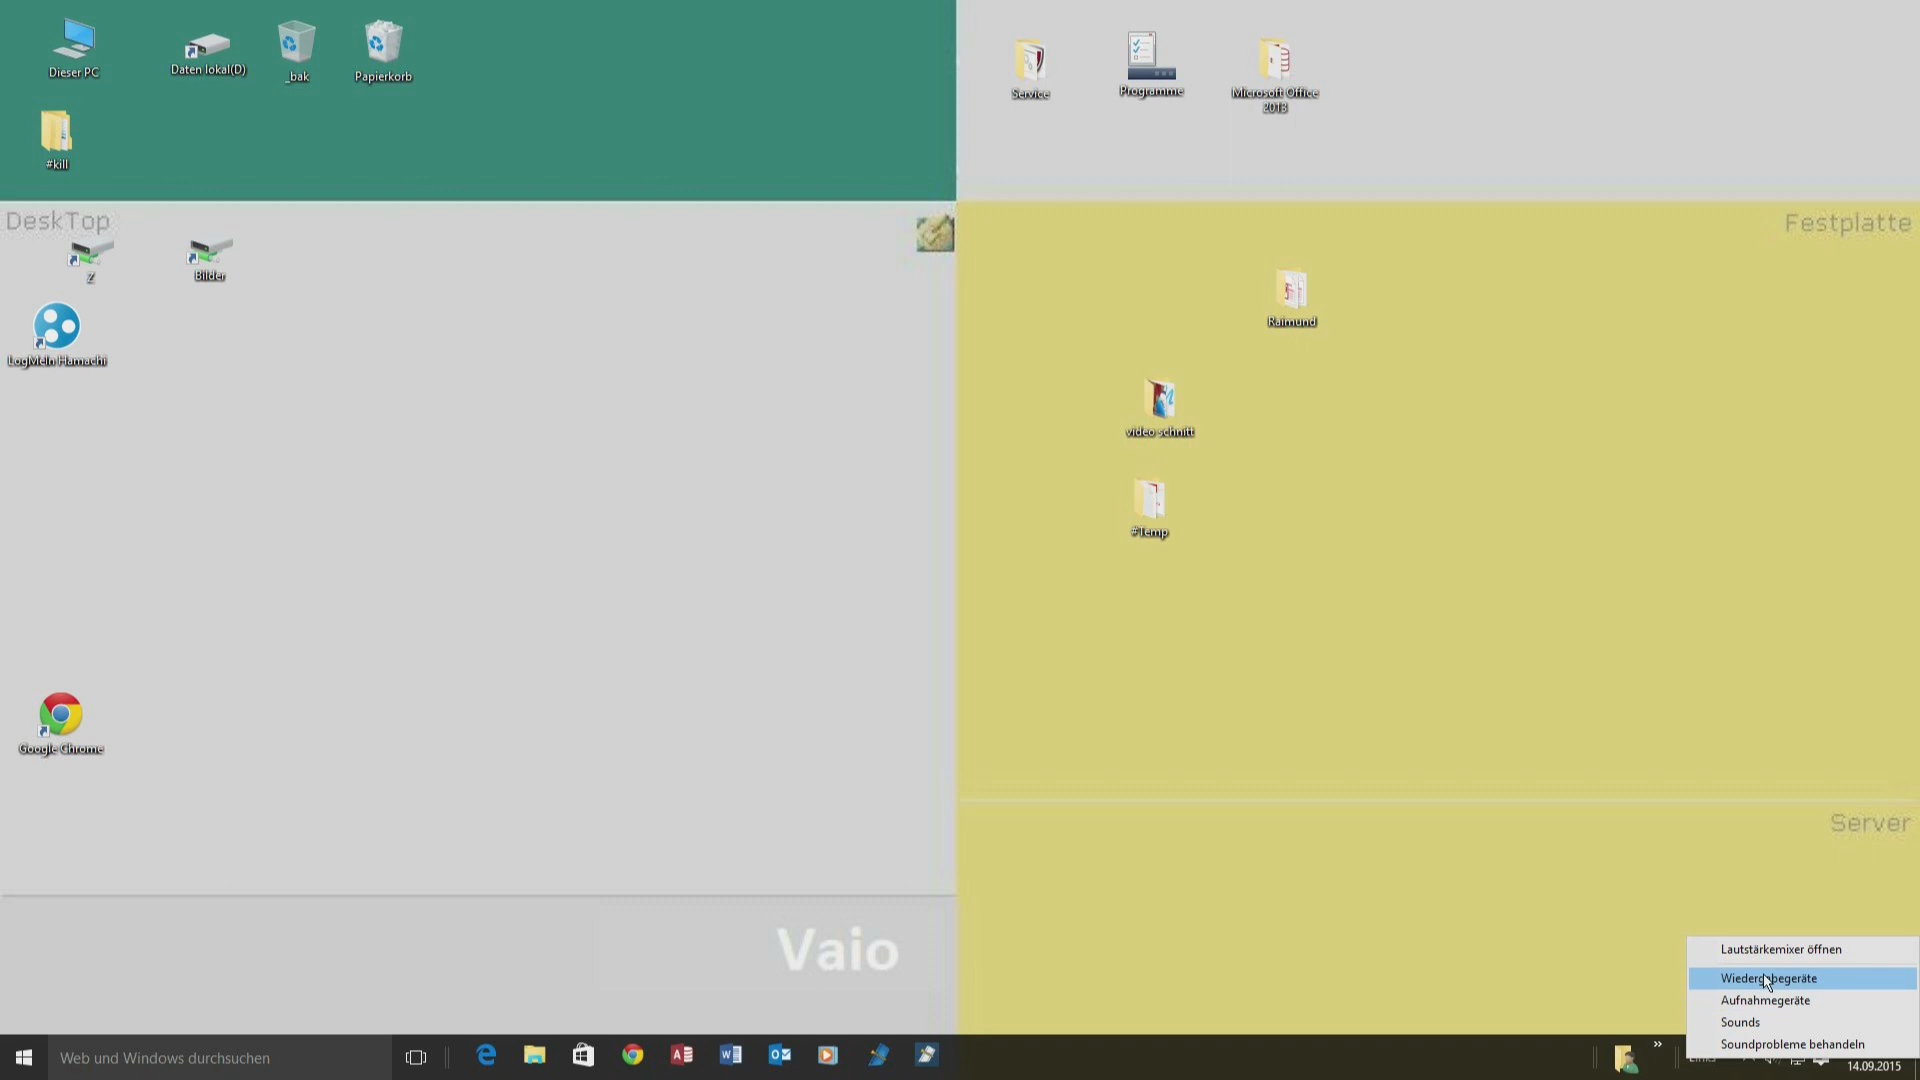 Dieser PC
Daten lokal(D)
_bak
Papierkorb
Service
Programme
Microsoft Office
2013
#kill
DeskTop
Festplatte
Z
Bilder
Raimund
LogMeIn Hamachi
video schnitt
#Temp
Google Chrome
Server
Vaio
Lautstärkemixer öffnen
Wiedergabegeräte
Aufnahmegeräte
Sounds
Soundprobleme behandeln
Web und Windows durchsuchen
14.09.2015